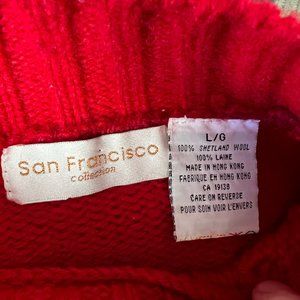 San Francisco
collection
L/G
100% SHETLAND WOOL
100% LAINE
MADE IN HONG KONG
FABRIQUE EN HONG KONG
CA 19138
CARE ON REVERSE
POUR SOIN VOIR L'ENVERS